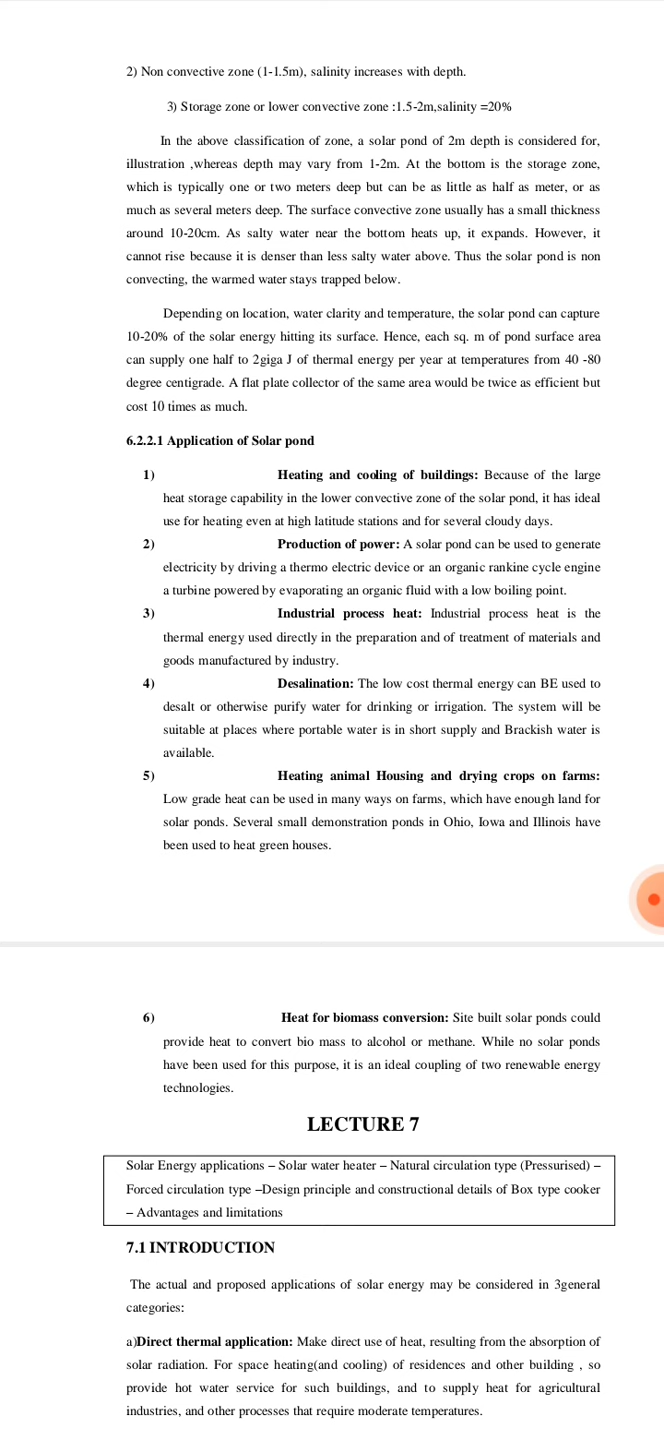 2) Non convective zone (1-1.5m), salinity increases with depth.
3) Storage zone or lower convective zone :1.5-2m,salinity =20%
In the above classification of zone, a solar pond of 2m depth is considered for,
illustration ,whereas depth may vary from 1-2m. At the bottom is the storage zone,
which is typically one or two meters deep but can be as little as half as meter, or as
much as several meters deep. The surface convective zone usually has a small thickness
around 10-20cm. As salty water near the bottom heats up, it expands. However, it
cannot rise because it is denser than less salty water above. Thus the solar pond is non
convecting, the warmed water stays trapped below.
Depending on location, water clarity and temperature, the solar pond can capture
10-20% of the solar energy hitting its surface. Hence, each sq. m of pond surface area
can supply one half to 2giga J of thermal energy per year at temperatures from 40 -80
degree centigrade. A flat plate collector of the same area would be twice as efficient but
cost 10 times as much.
6.2.2.1 Application of Solar pond
1) Heating and cooling of buildings: Because of the large
heat storage capability in the lower convective zone of the solar pond, it has ideal
use for heating even at high latitude stations and for several cloudy days.
2) Production of power: A solar pond can be used to generate
electricity by driving a thermo electric device or an organic rankine cycle engine
a turbine powered by evaporating an organic fluid with a low boiling point.
3) Industrial process heat: Industrial process heat is the
thermal energy used directly in the preparation and of treatment of materials and
goods manufactured by industry.
4) Desalination: The low cost thermal energy can BE used to
desalt or otherwise purify water for drinking or irrigation. The system will be
suitable at places where portable water is in short supply and Brackish water is
available.
5) Heating animal Housing and drying crops on farms:
Low grade heat can be used in many ways on farms, which have enough land for
solar ponds. Several small demonstration ponds in Ohio, Iowa and Illinois have
been used to heat green houses.
6) Heat for biomass conversion: Site built solar ponds could
provide heat to convert bio mass to alcohol or methane. While no solar ponds
have been used for this purpose, it is an ideal coupling of two renewable energy
technologies.
LECTURE 7
Solar Energy applications – Solar water heater – Natural circulation type (Pressurised) –
Forced circulation type –Design principle and constructional details of Box type cooker
– Advantages and limitations
7.1 INTRODUCTION
The actual and proposed applications of solar energy may be considered in 3general
categories:
a)Direct thermal application: Make direct use of heat, resulting from the absorption of
solar radiation. For space heating(and cooling) of residences and other building , so
provide hot water service for such buildings, and to supply heat for agricultural
industries, and other processes that require moderate temperatures.